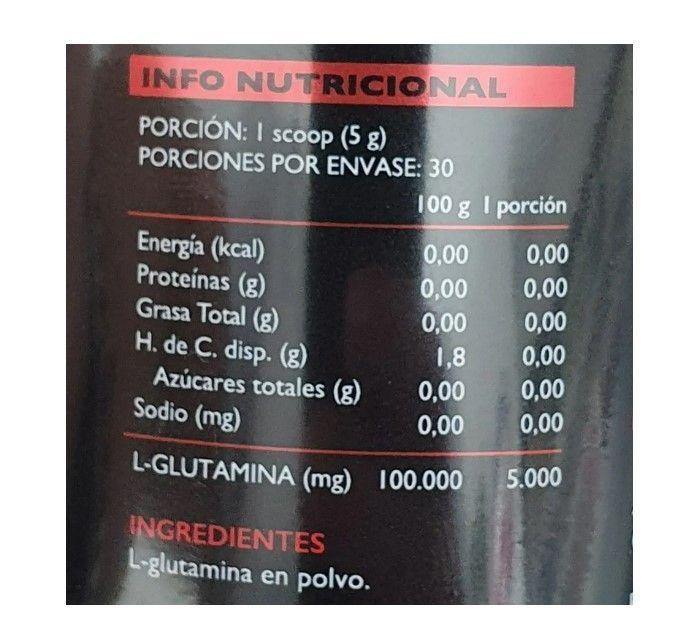 INFO NUTRICIONAL
PORCIÓN: 1 scoop (5 g)
PORCIONES POR ENVASE: 30
100 g 1 porción
Energía (kcal) 0,00 0,00
Proteínas (g) 0,00 0,00
Grasa Total (g) 0,00 0,00
H. de C. disp. (g) 1,8 0,00
Azúcares totales (g) 0,00 0,00
Sodio (mg) 0,00 0,00
L-GLUTAMINA (mg) 100.000 5.000
INGREDIENTES
L-glutamina en polvo.